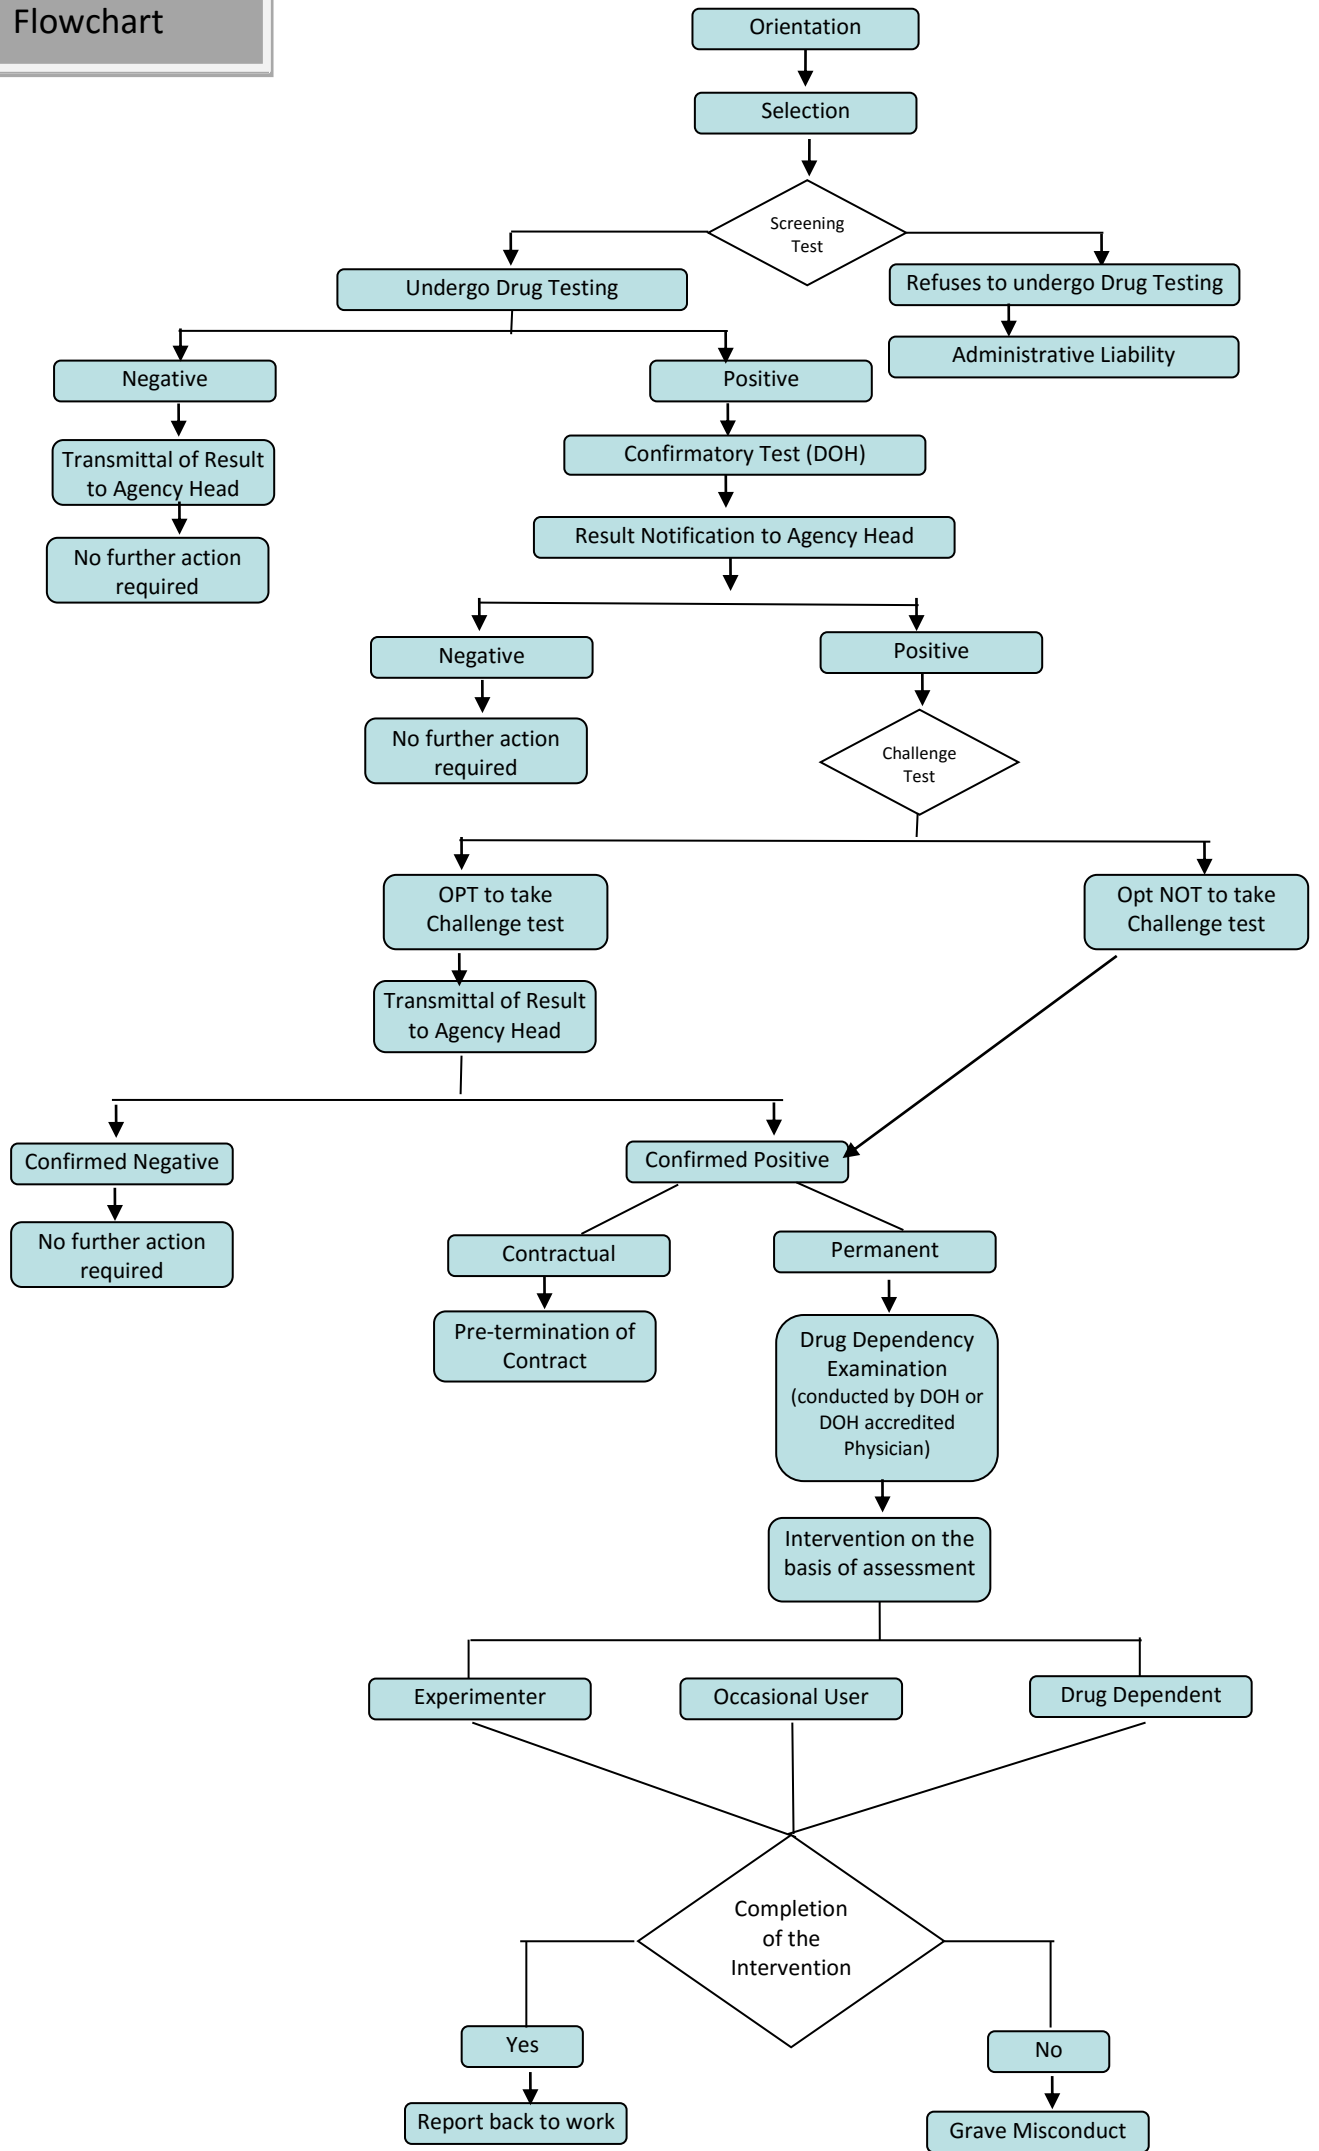 Flowchart
Orientation
Selection
Screening
Test
Undergo Drug Testing
Refuses to undergo Drug Testing
Administrative Liability
Negative
Positive
Transmittal of Result
to Agency Head
Confirmatory Test (DOH)
No further action
required
Result Notification to Agency Head
Negative
Positive
No further action
required
Challenge
Test
OPT to take
Challenge test
Opt NOT to take
Challenge test
Transmittal of Result
to Agency Head
Confirmed Negative
Confirmed Positive
No further action
required
Contractual
Permanent
Pre-termination of
Contract
Drug Dependency
Examination
(conducted by DOH or
DOH accredited
Physician)
Intervention on the
basis of assessment
Experimenter
Occasional User
Drug Dependent
Completion
of the
Intervention
Yes
No
Report back to work
Grave Misconduct